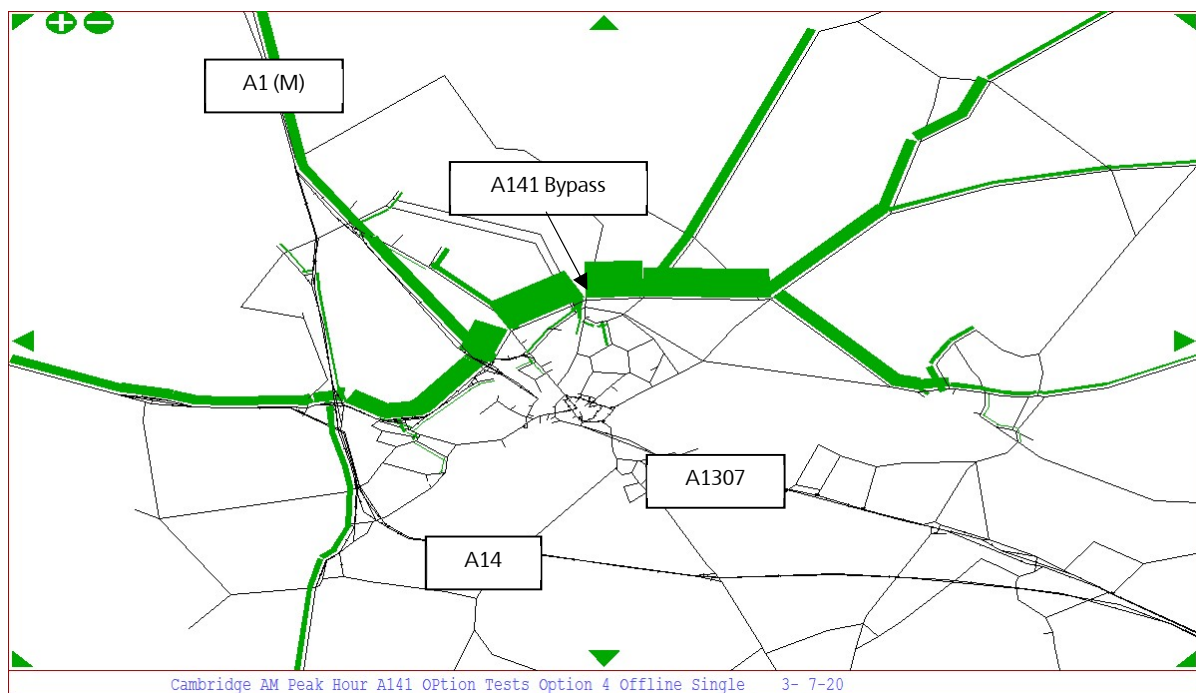 A1 (M)
A141 Bypass
A1307
A14
Cambridge AM Peak Hour A141 OPtion Tests Option 4 Offline Single 3- 7-20